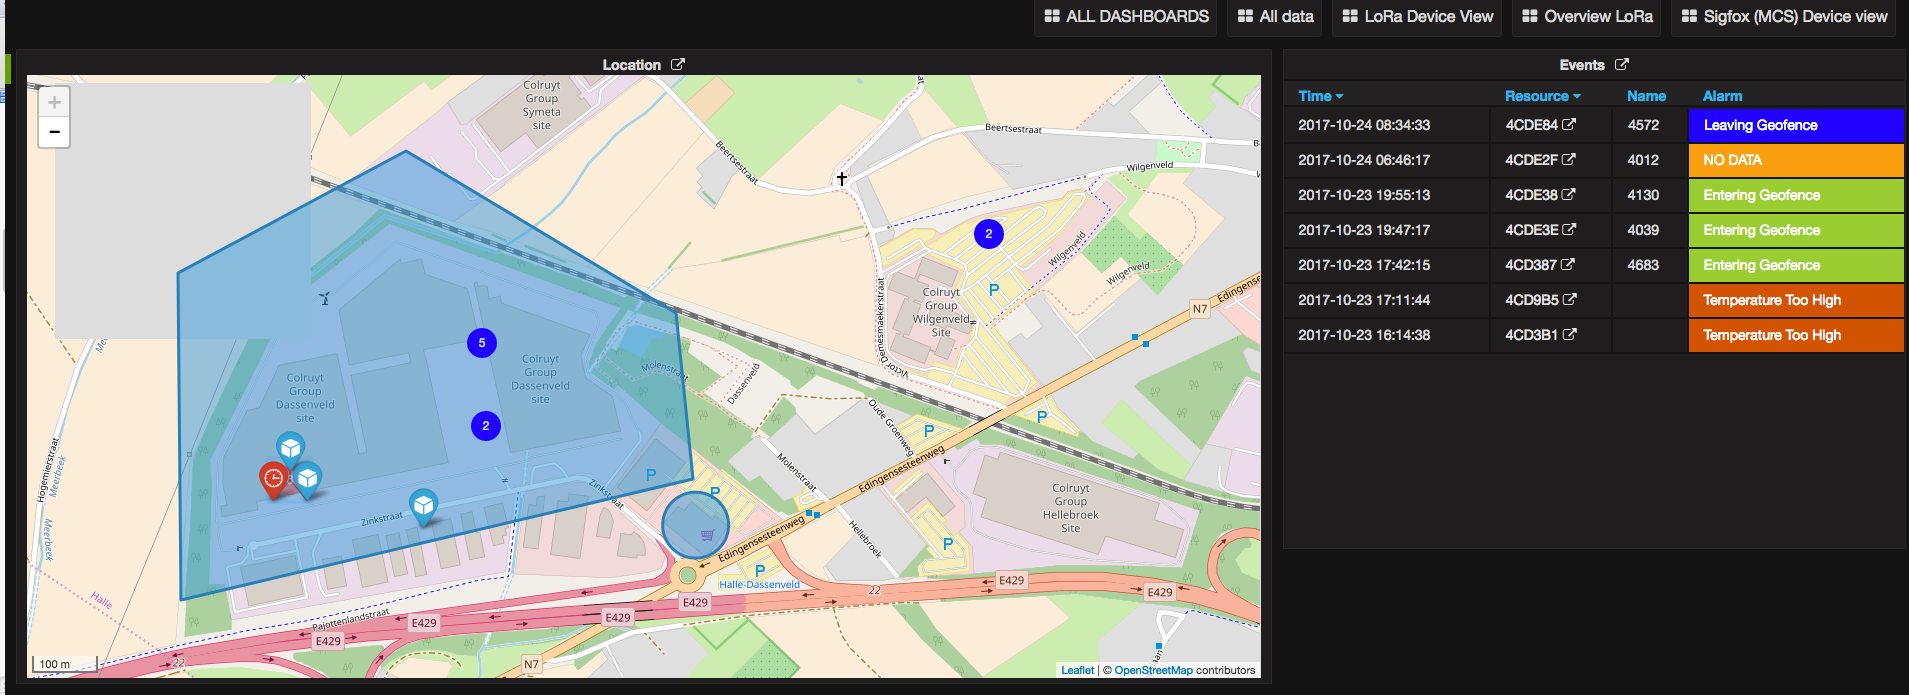 ALL DASHBOARDS
All data
LoRa Device View
Overview LoRa
Sigfox (MCS) Device view
Location
+
−
Colruyt
Group
Symeta
site
Beertsestraat
Beertsestraat
Wilgenveld
Wilgenveld
Wilgenveld
2
P
Colruyt
Group
Wilgenveld
Site
Victor Demesmaekerstraat
N7
Edingensesteenweg
5
Colruyt
Group
Dassenveld
site
Colruyt
Group
Dassenveld
site
2
Molenstraat
Dassenveld
Oude Groenweg
P
P
Molenstraat
Edingensesteenweg
P
P
Zinkstraat
Zinkstraat
Colruyt
Group
Hellebroek
Site
Hellebroek
P
Edingensesteenweg
P
Halle-Dassenveld
Hogemierstraat
Meerbeek
Meerbeek
Halle
Pajottenlandstraat
E429
E429
E429
E429
E429
E429
22
22
N7
100 m
Leaflet | © OpenStreetMap contributors
Events
Time Resource Name Alarm
2017-10-24 08:34:33 4CDE84 4572 Leaving Geofence
2017-10-24 06:46:17 4CDE2F 4012 NO DATA
2017-10-23 19:55:13 4CDE38 4130 Entering Geofence
2017-10-23 19:47:17 4CDE3E 4039 Entering Geofence
2017-10-23 17:42:15 4CD387 4683 Entering Geofence
2017-10-23 17:11:44 4CD9B5 Temperature Too High
2017-10-23 16:14:38 4CD3B1 Temperature Too High